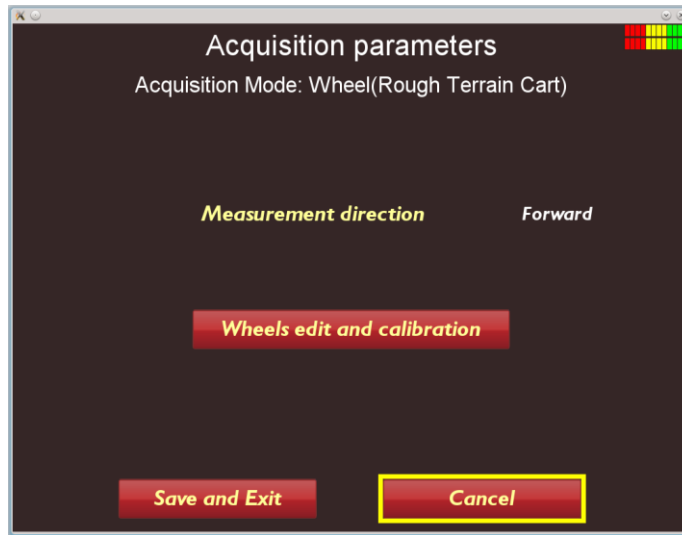 Acquisition parameters
Acquisition Mode: Wheel(Rough Terrain Cart)
Measurement direction Forward
Wheels edit and calibration
Save and Exit Cancel